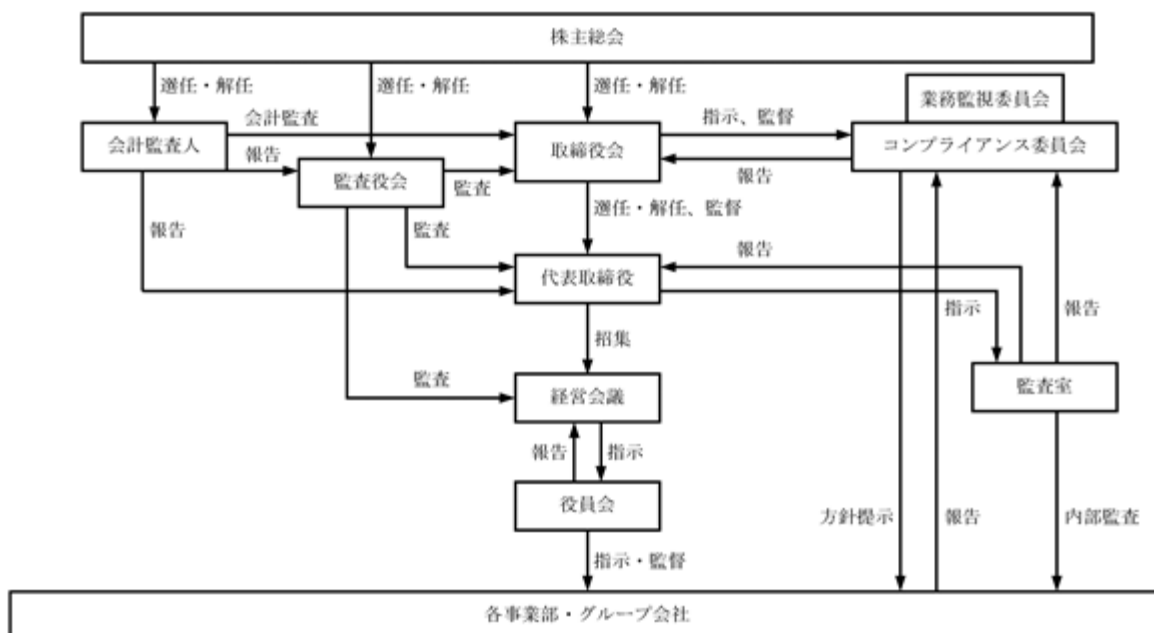 株主総会
選任・解任
選任・解任
選任・解任
業務監視委員会
会計監査人
会計監査
取締役会
指示、監督
コンプライアンス委員会
報告
監査役会
監査
報告
選任・解任、監督
報告
監査
報告
代表取締役
指示
報告
招集
監査
経営会議
監査室
報告
指示
役員会
方針提示
報告
内部監査
指示・監督
各事業部・グループ会社